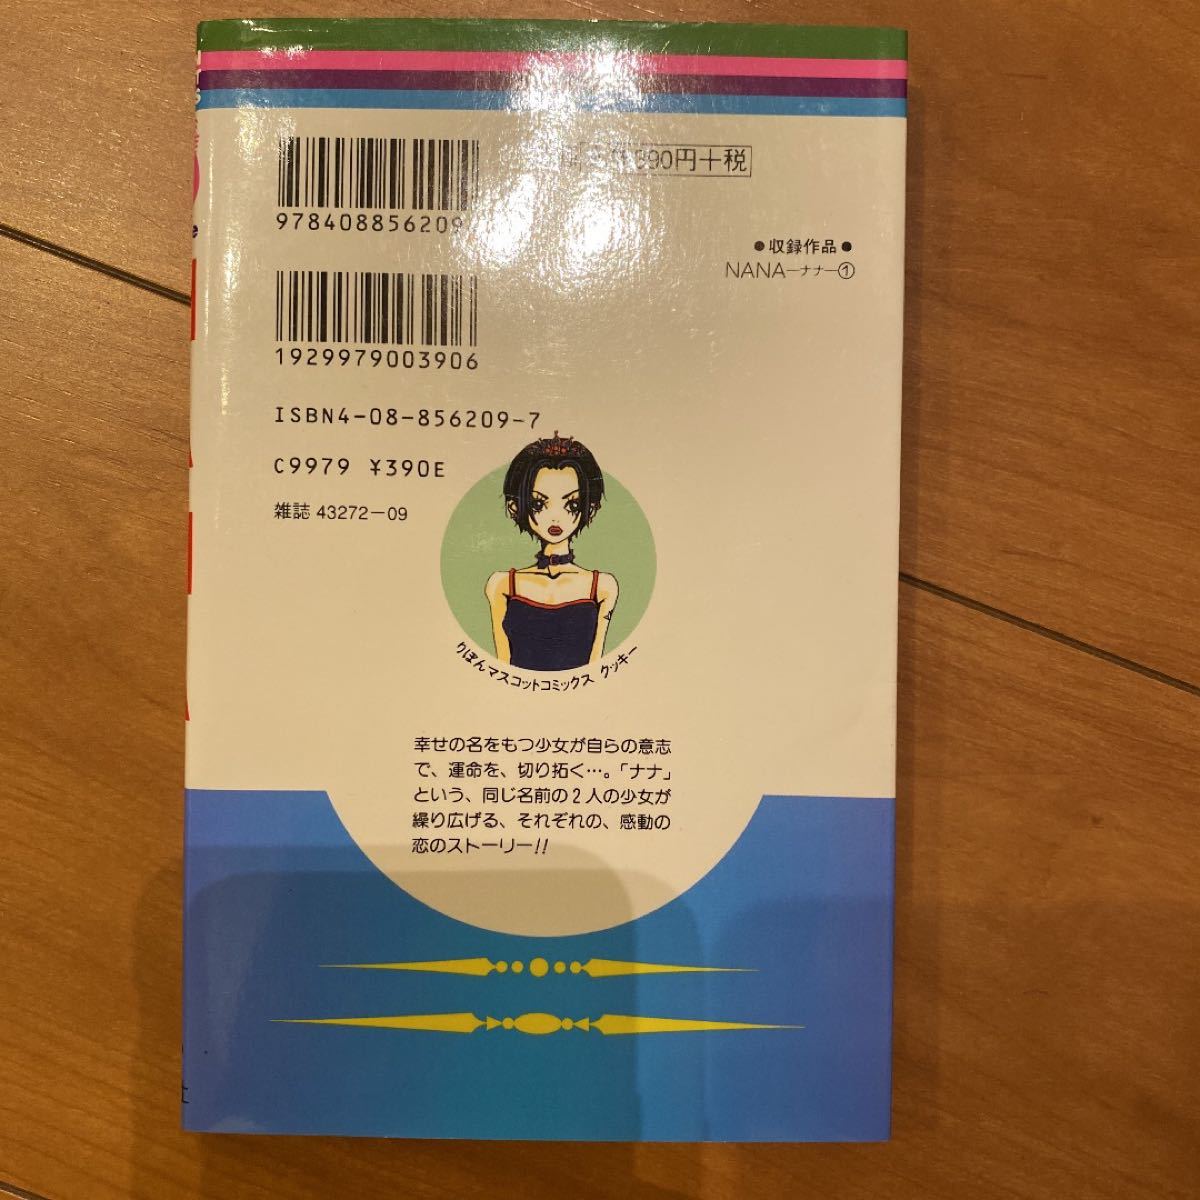 978408856209
390円+税
●収録作品●
NANA―ナナ―①
1929979003906
ISBN4-08-856209-7
C9979 ¥390E
雑誌 43272-09
りぼんマスコットコミックス クッキー
幸せの名をもつ少女が自らの意志
で、運命を、切り拓く…。「ナナ」
という、同じ名前の2人の少女が
繰り広げる、それぞれの、感動の
恋のストーリー!!